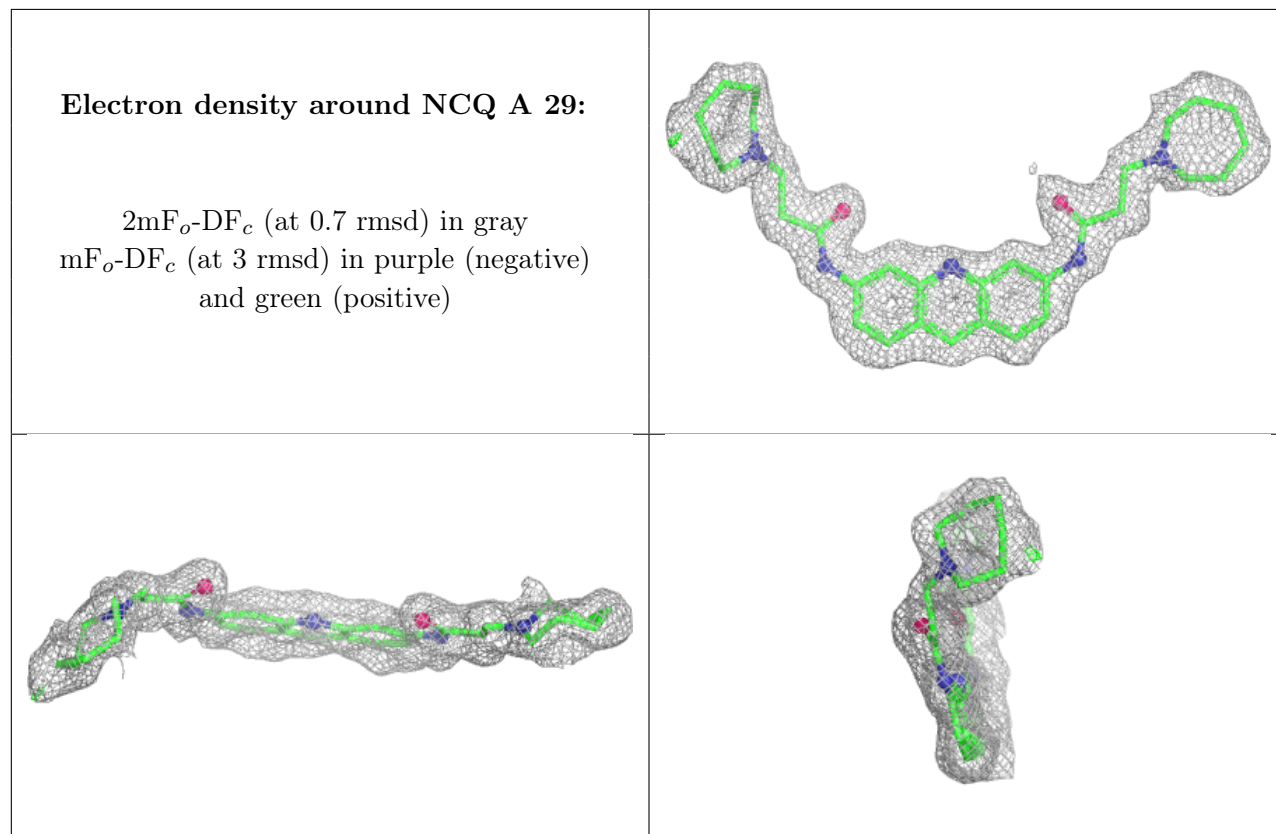 Electron density around NCQ A 29:
2mFo-DFc (at 0.7 rmsd) in gray
mFo-DFc (at 3 rmsd) in purple (negative)
and green (positive)